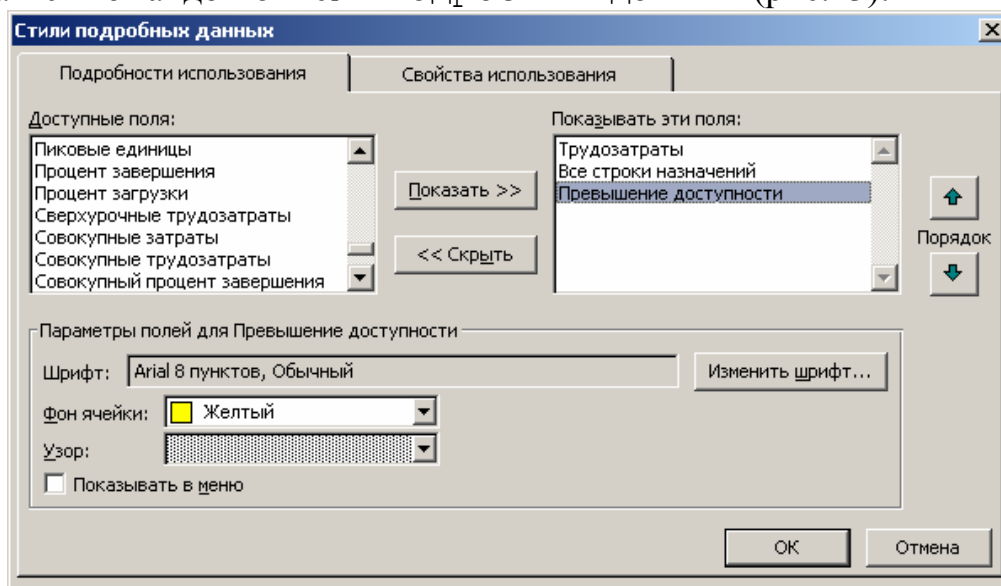 Стили подробных данных
Подробности использования
Свойства использования
Доступные поля:
Пиковые единицы
Процент завершения
Процент загрузки
Сверхурочные трудозатраты
Совокупные затраты
Совокупные трудозатраты
Совокупный процент завершения
Показать >>
<< Скрыть
Показывать эти поля:
Трудозатраты
Все строки назначений
Превышение доступности
Порядок
Параметры полей для Превышение доступности
Шрифт: Arial 8 пунктов, Обычный
Изменить шрифт...
Фон ячейки: Желтый
Узор:
Показывать в меню
ОК
Отмена